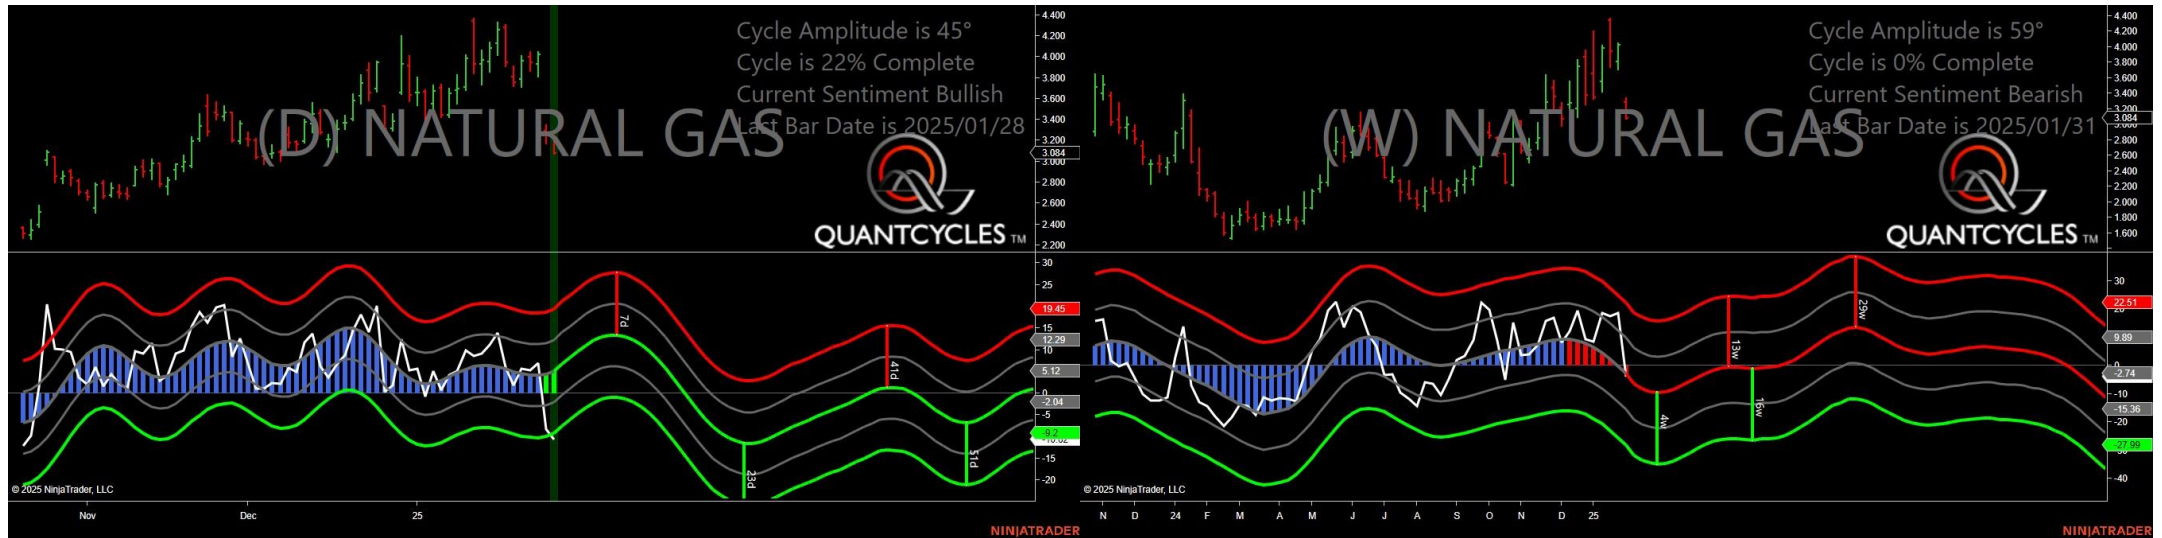 Cycle Amplitude is 45°
Cycle is 22% Complete
Current Sentiment Bullish
Last Bar Date is 2025/01/28
(D) NATURAL GAS
QUANTCYCLES TM
4.400
4.200
4.000
3.800
3.600
3.400
3.200
3.084
3.000
2.800
2.600
2.400
2.200
30
25
19.45
15
12.29
10
5.12
0
-2.04
-5
-9.2
-15
-20
7d
23d
41d
51d
© 2025 NinjaTrader, LLC
Nov
Dec
25
NINJATRADER
Cycle Amplitude is 59°
Cycle is 0% Complete
Current Sentiment Bearish
Last Bar Date is 2025/01/31
(W) NATURAL GAS
QUANTCYCLES TM
4.400
4.200
4.000
3.800
3.600
3.400
3.200
3.084
2.800
2.600
2.400
2.200
2.000
1.800
1.600
30
22.51
20
9.89
0
-2.74
-10
-15.36
-20
-27.99
-40
4w
13w
16w
29w
© 2025 NinjaTrader, LLC
N D 24 F M A M J J A S O N D 25
NINJATRADER